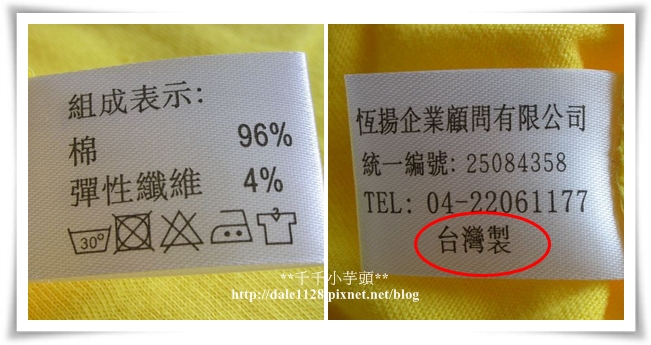 組成表示:
棉 96%
彈性纖維 4%
30°
恆揚企業顧問有限公司
統一編號: 25084358
TEL: 04-22061177
台灣製
**千千小芋頭**
http://dale1128.pixnet.net/blog